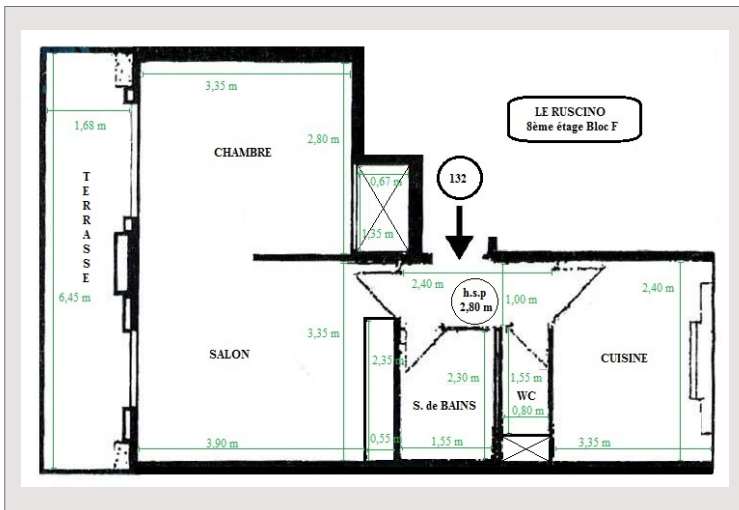 3,35 m
LE RUSCINO
8ème étage Bloc F
1,68 m
2,80 m
CHAMBRE
TERRASSE
0,67 m
132
1,35 m
2,40 m
h.s.p
2,80 m
1,00 m
2,40 m
6,45 m
3,35 m
SALON
2,35 m
2,30 m
1,55 m
CUISINE
S. de BAINS
WC
0,80 m
3,90 m
0,55 m
1,55 m
3,35 m